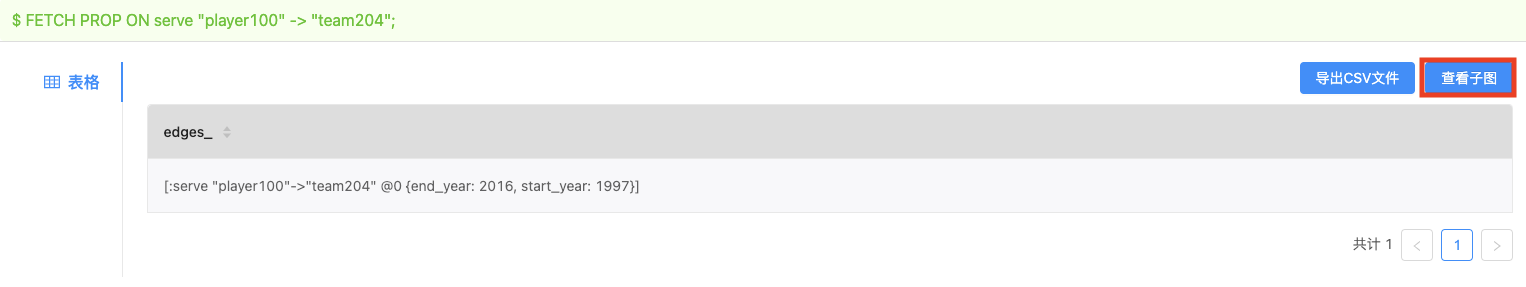 $ FETCH PROP ON serve "player100" -> "team204";
表格
导出CSV文件
查看子图
edges_
[:serve "player100"->"team204" @0 {end_year: 2016, start_year: 1997}]
共计 1 < 1 >